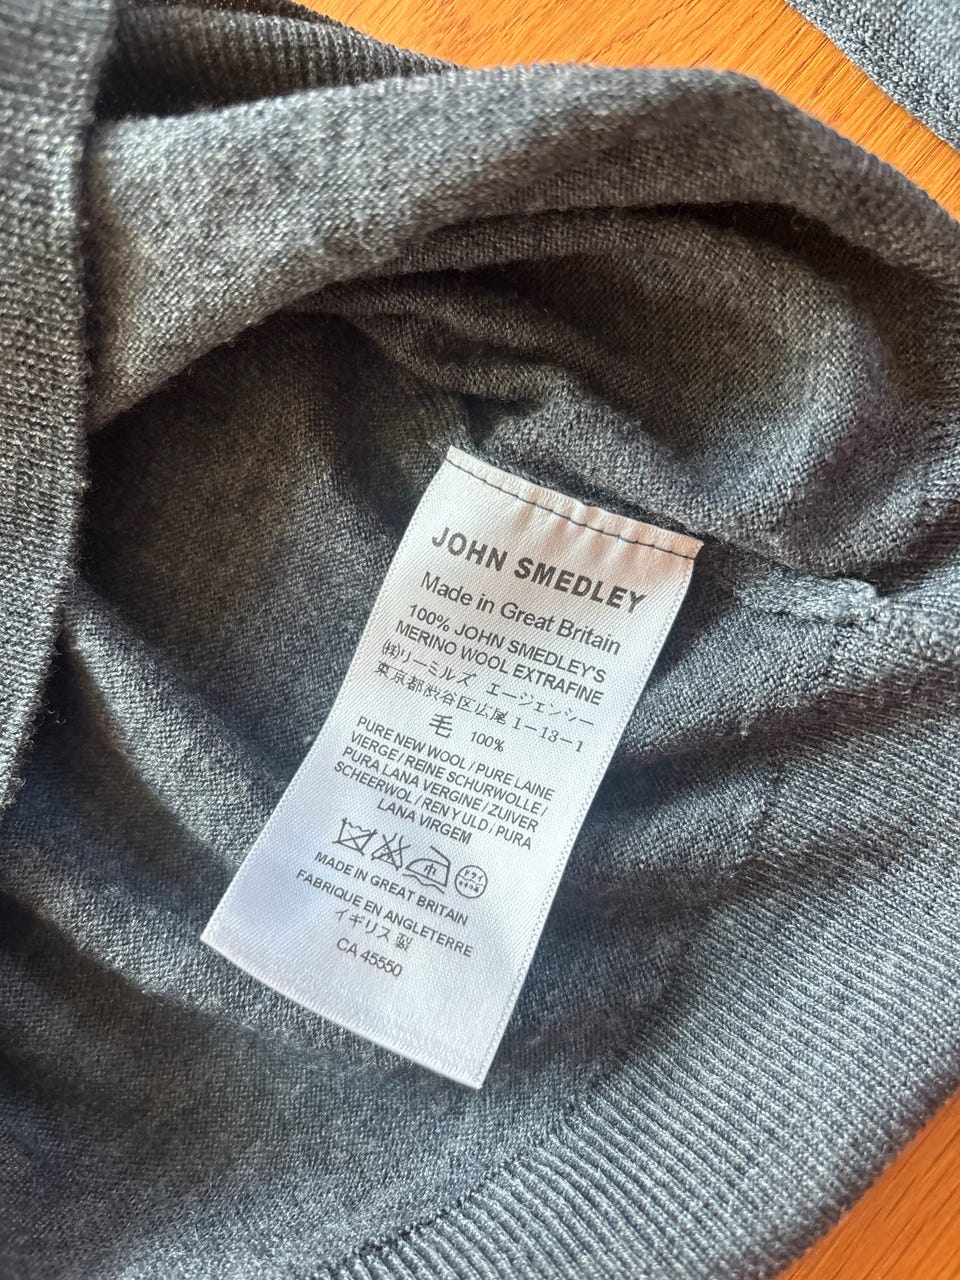 JOHN SMEDLEY
Made in Great Britain
100% JOHN SMEDLEY'S
MERINO WOOL EXTRAFINE
㈱リーミルズ エージェンシー
東京都渋谷区広尾 1-13-1
毛 100%
PURE NEW WOOL / PURE LAINE
VIERGE / REINE SCHURWOLLE /
PURA LANA VERGINE / ZUIVER
SCHEERWOL / REN Y ULD / PURA
LANA VIRGEM
ドライ
MADE IN GREAT BRITAIN
FABRIQUE EN ANGLETERRE
イギリス 製
CA 45550